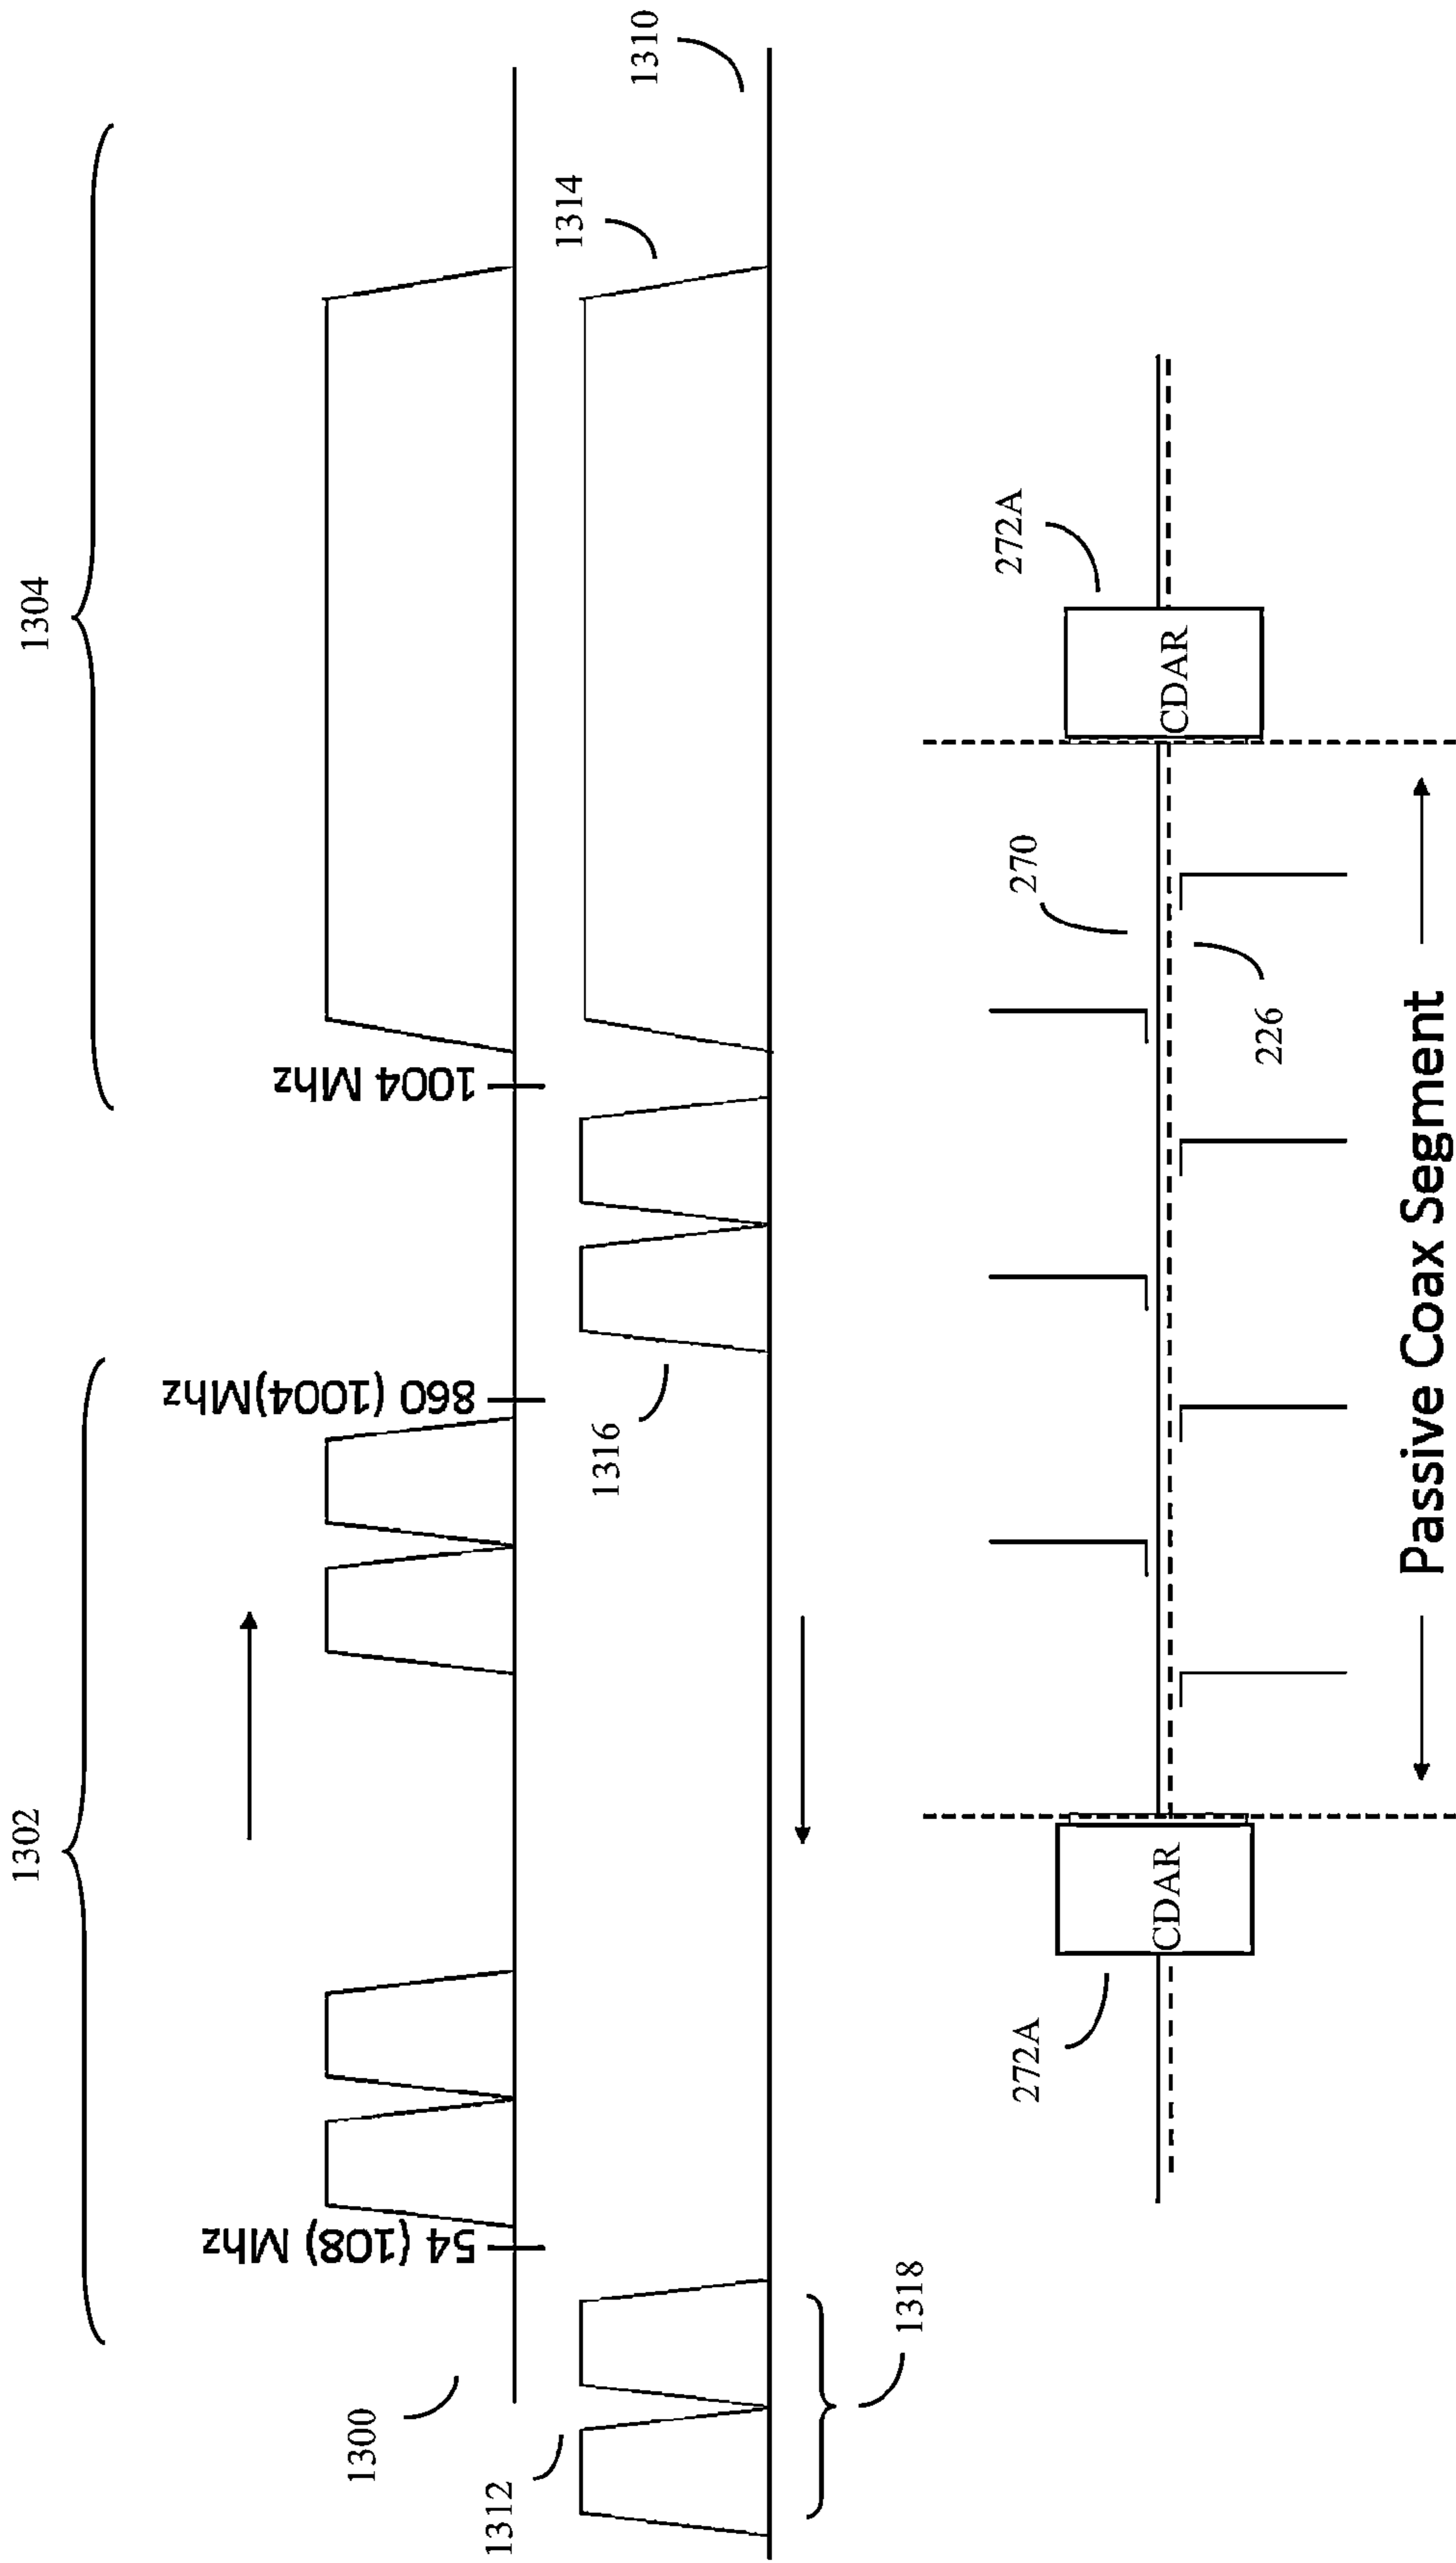 1302
1304
54 (108) Mhz
860 (1004)Mhz
1004 Mhz
1300
1310
1312
1314
1316
1318
272A
272A
CDAR
CDAR
270
226
Passive Coax Segment